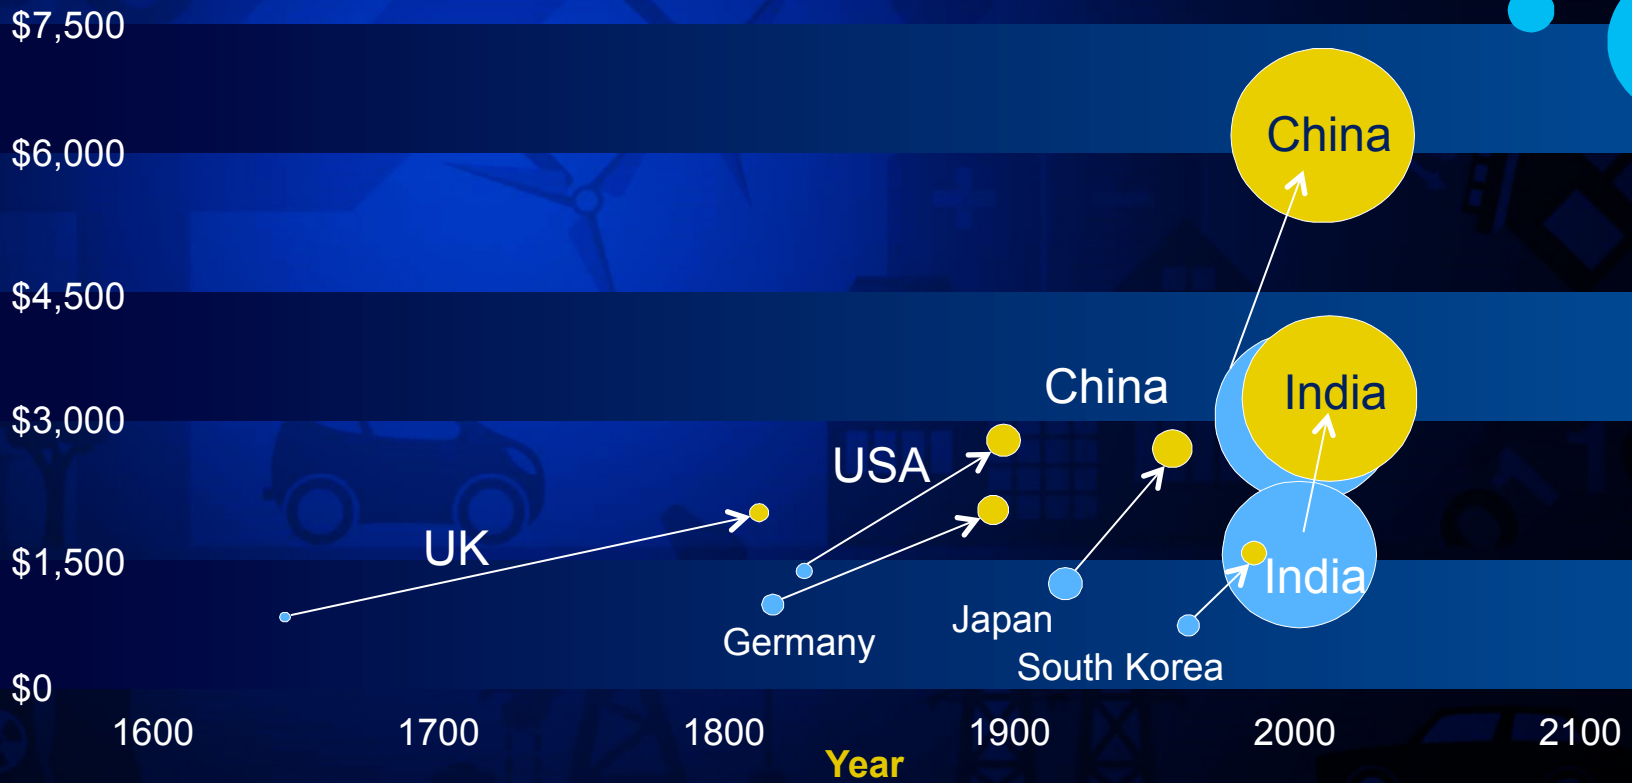 $7,500
China
$6,000
$4,500
China
India
$3,000
USA
UK
$1,500
India
Japan
Germany
South Korea
$0
1600 1700 1800 1900 2000 2100
Year